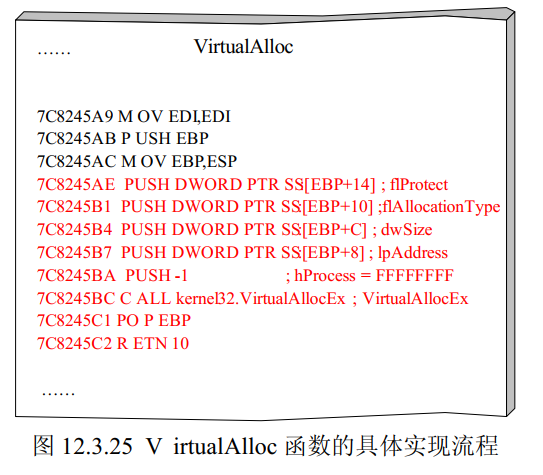 …… VirtualAlloc
7C8245A9 M OV EDI,EDI
7C8245AB P USH EBP
7C8245AC M OV EBP,ESP
7C8245AE PUSH DWORD PTR SS[EBP+14] ; flProtect
7C8245B1 PUSH DWORD PTR SS[EBP+10] ;flAllocationType
7C8245B4 PUSH DWORD PTR SS[EBP+C] ; dwSize
7C8245B7 PUSH DWORD PTR SS[EBP+8] ; lpAddress
7C8245BA PUSH -1 ; hProcess = FFFFFFFF
7C8245BC C ALL kernel32.VirtualAllocEx ; VirtualAllocEx
7C8245C1 PO P EBP
7C8245C2 R ETN 10
……
图 12.3.25 V irtualAlloc 函数的具体实现流程